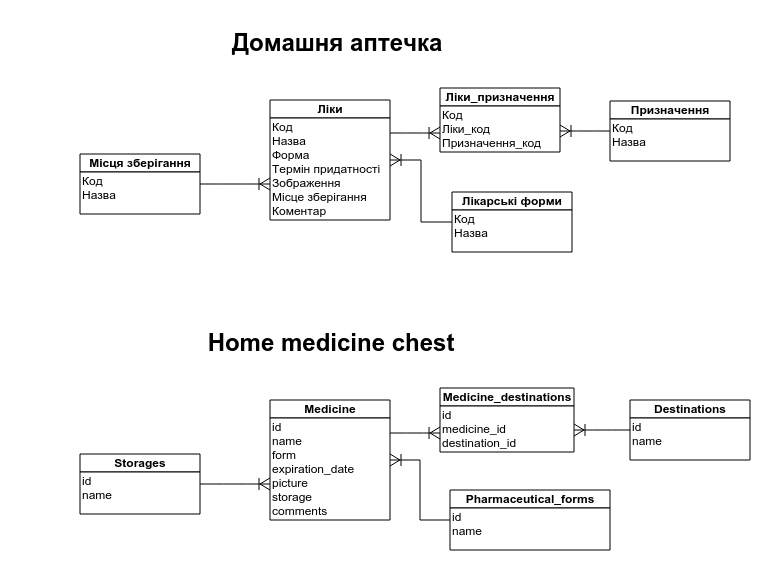 Домашня аптечка
Місця зберігання
Код
Назва
Ліки
Код
Назва
Форма
Термін придатності
Зображення
Місце зберігання
Коментар
Ліки_призначення
Код
Ліки_код
Призначення_код
Призначення
Код
Назва
Лікарські форми
Код
Назва
Home medicine chest
Storages
id
name
Medicine
id
name
form
expiration_date
picture
storage
comments
Medicine_destinations
id
medicine_id
destination_id
Destinations
id
name
Pharmaceutical_forms
id
name